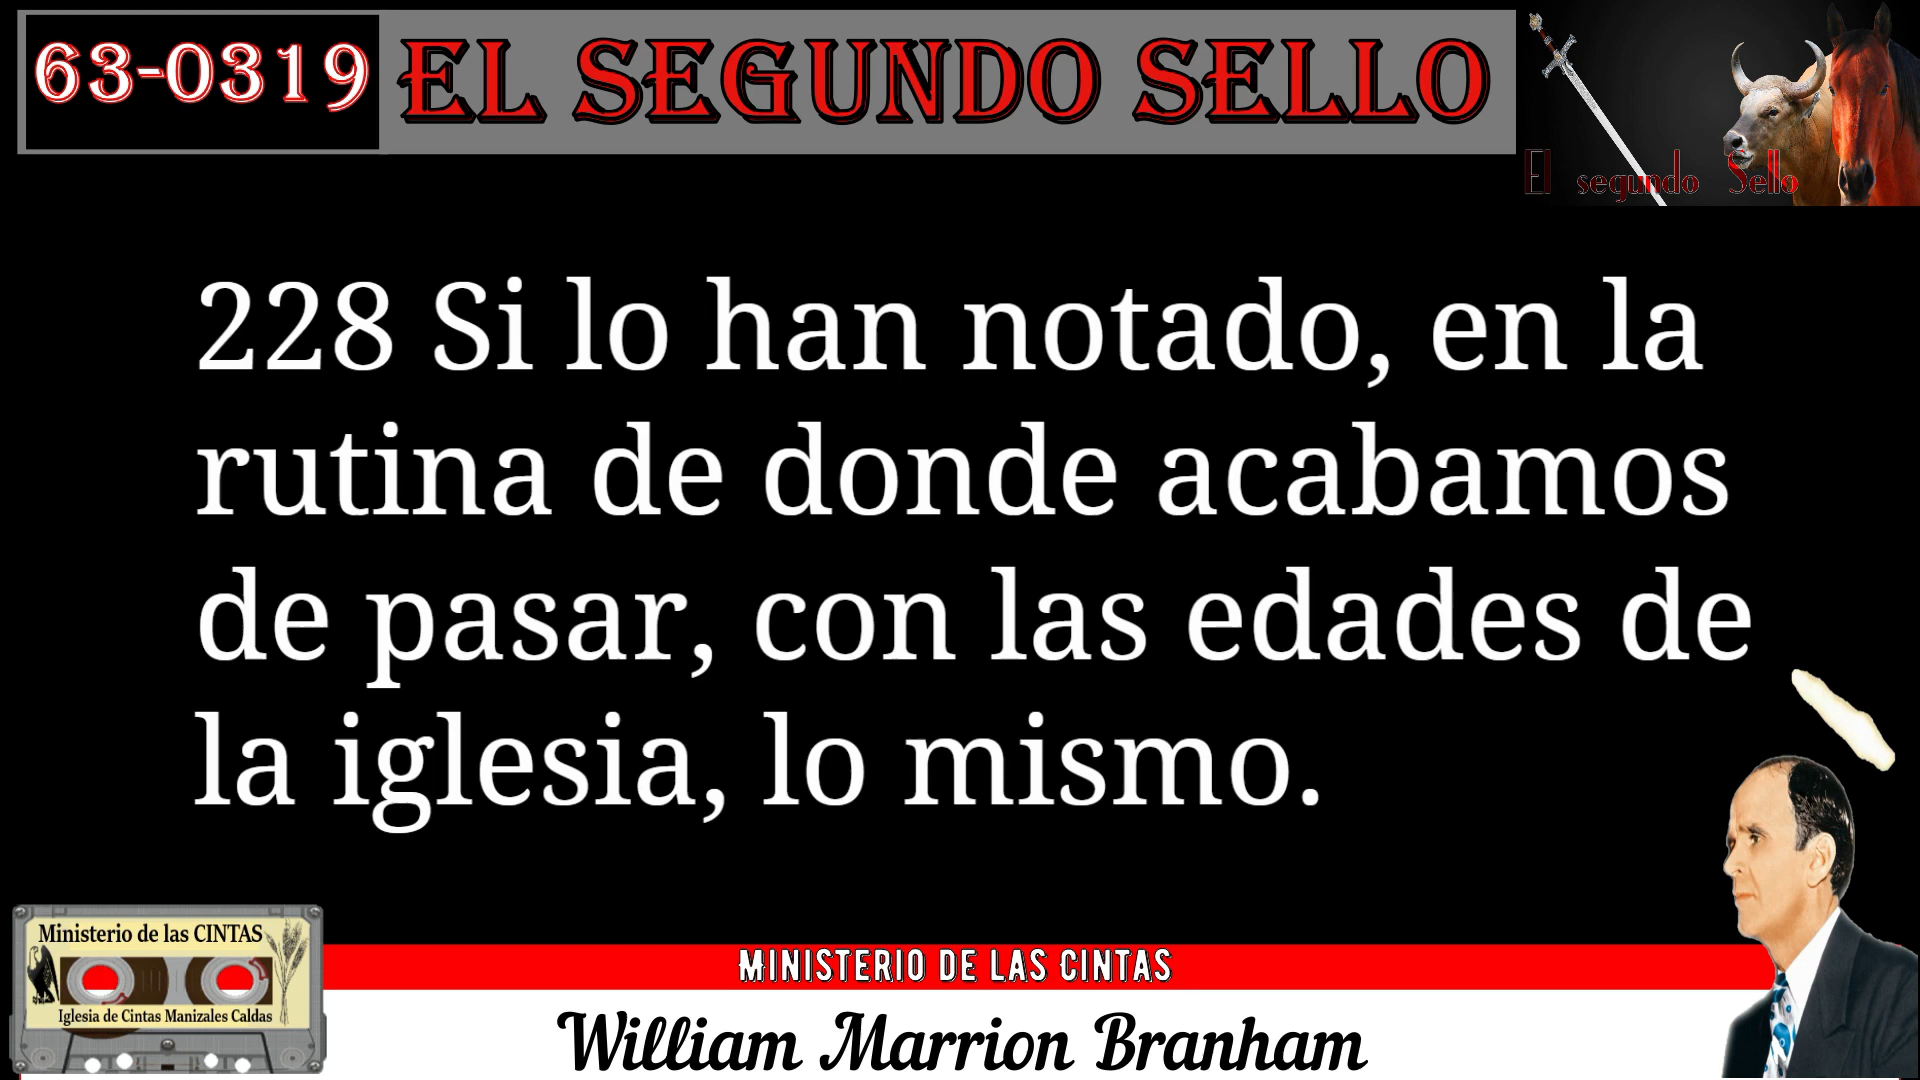 63-0319
EL SEGUNDO SELLO
El segundo Sello
228 Si lo han notado, en la
rutina de donde acabamos
de pasar, con las edades de
la iglesia, lo mismo.
Ministerio de las CINTAS
Iglesia de Cintas Manizales Caldas
MINISTERIO DE LAS CINTAS
William Marrion Branham